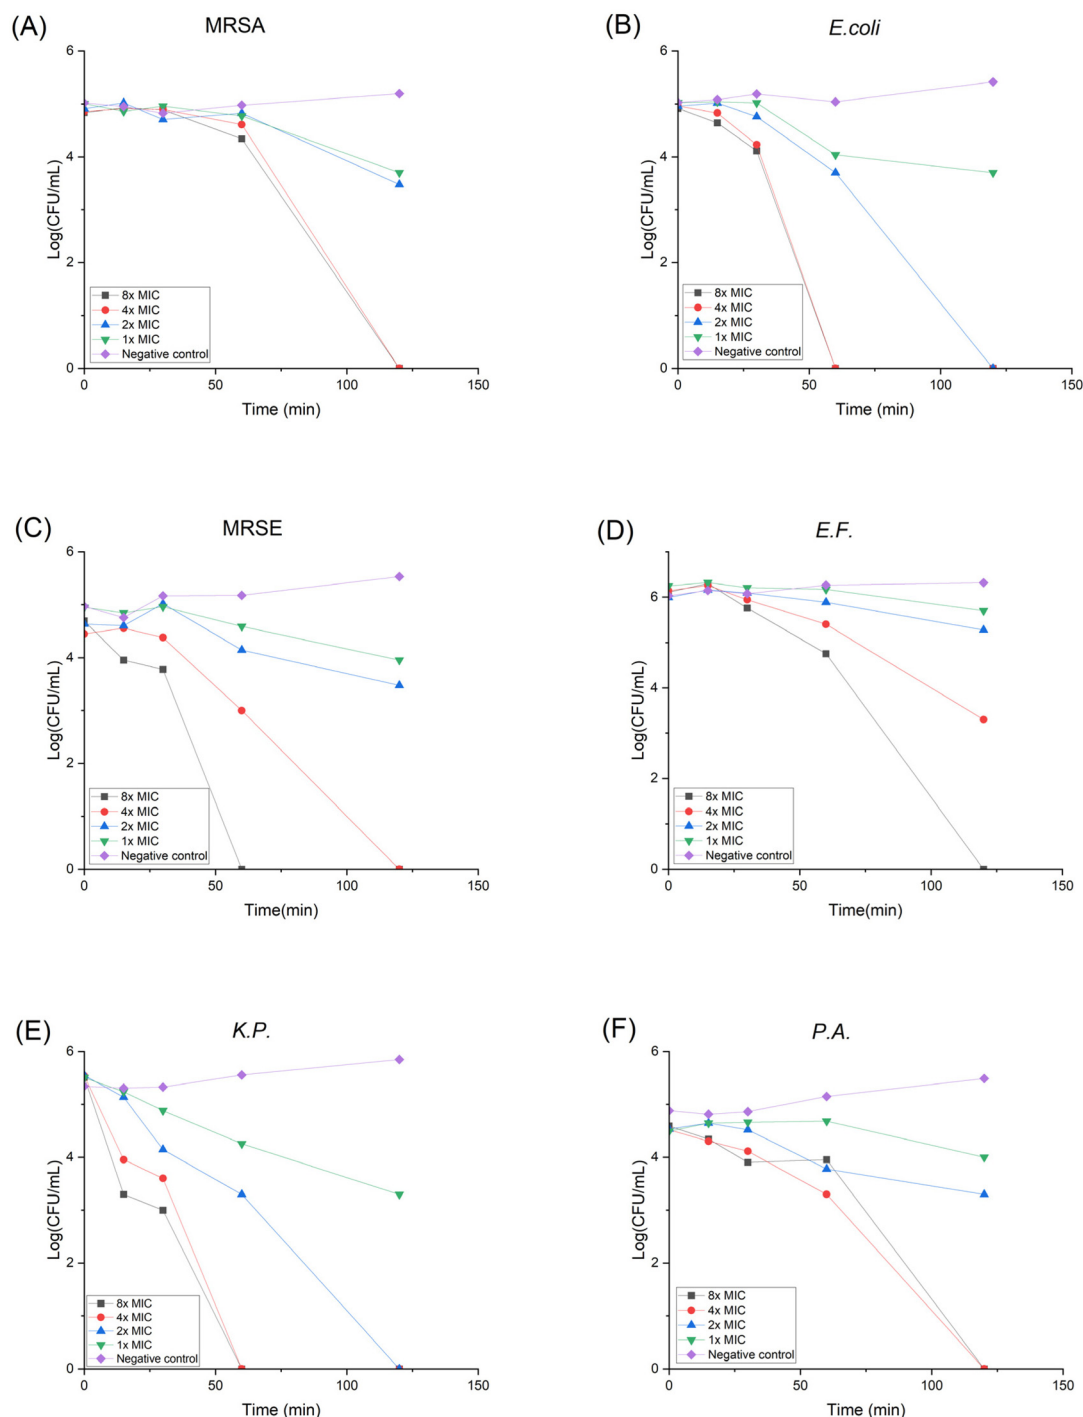 (A)
MRSA
6
4
2
0
Log(CFU/mL)
8x MIC
4x MIC
2x MIC
1x MIC
Negative control
0
50
100
150
Time (min)
(B)
E.coli
6
4
2
0
Log(CFU/mL)
8x MIC
4x MIC
2x MIC
1x MIC
Negative control
0
50
100
150
Time (min)
(C)
MRSE
6
4
2
0
Log(CFU/mL)
8x MIC
4x MIC
2x MIC
1x MIC
Negative control
0
50
100
150
Time(min)
(D)
E.F.
6
4
2
0
Log(CFU/mL)
8x MIC
4x MIC
2x MIC
1x MIC
Negative control
0
50
100
150
Time(min)
(E)
K.P.
6
4
2
0
Log(CFU/mL)
8x MIC
4x MIC
2x MIC
1x MIC
Negative control
0
50
100
150
Time (min)
(F)
P.A.
6
4
2
0
Log(CFU/mL)
8x MIC
4x MIC
2x MIC
1x MIC
Negative control
0
50
100
150
Time (min)